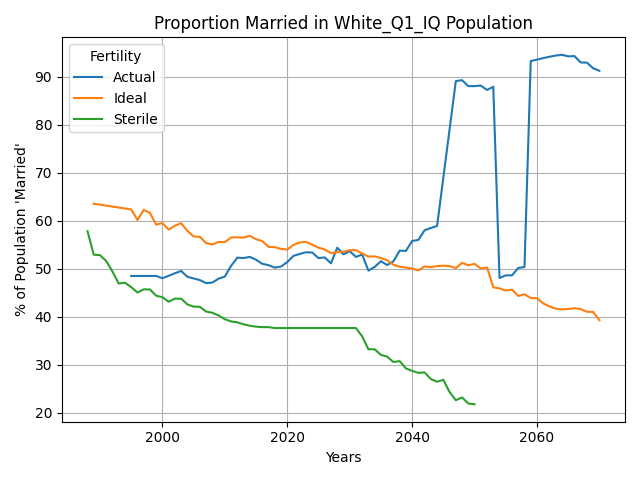 Proportion Married in White_Q1_IQ Population
Fertility
Actual
Ideal
Sterile
% of Population 'Married'
90
80
70
60
50
40
30
20
2000
2020
2040
2060
Years